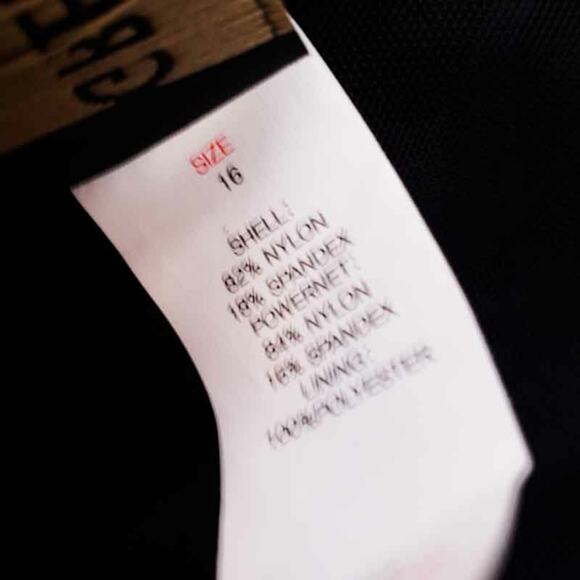 SIZE
16
SHELL:
82% NYLON
18% SPANDEX
POWERNET:
84% NYLON
16% SPANDEX
LINING:
100%POLYESTER